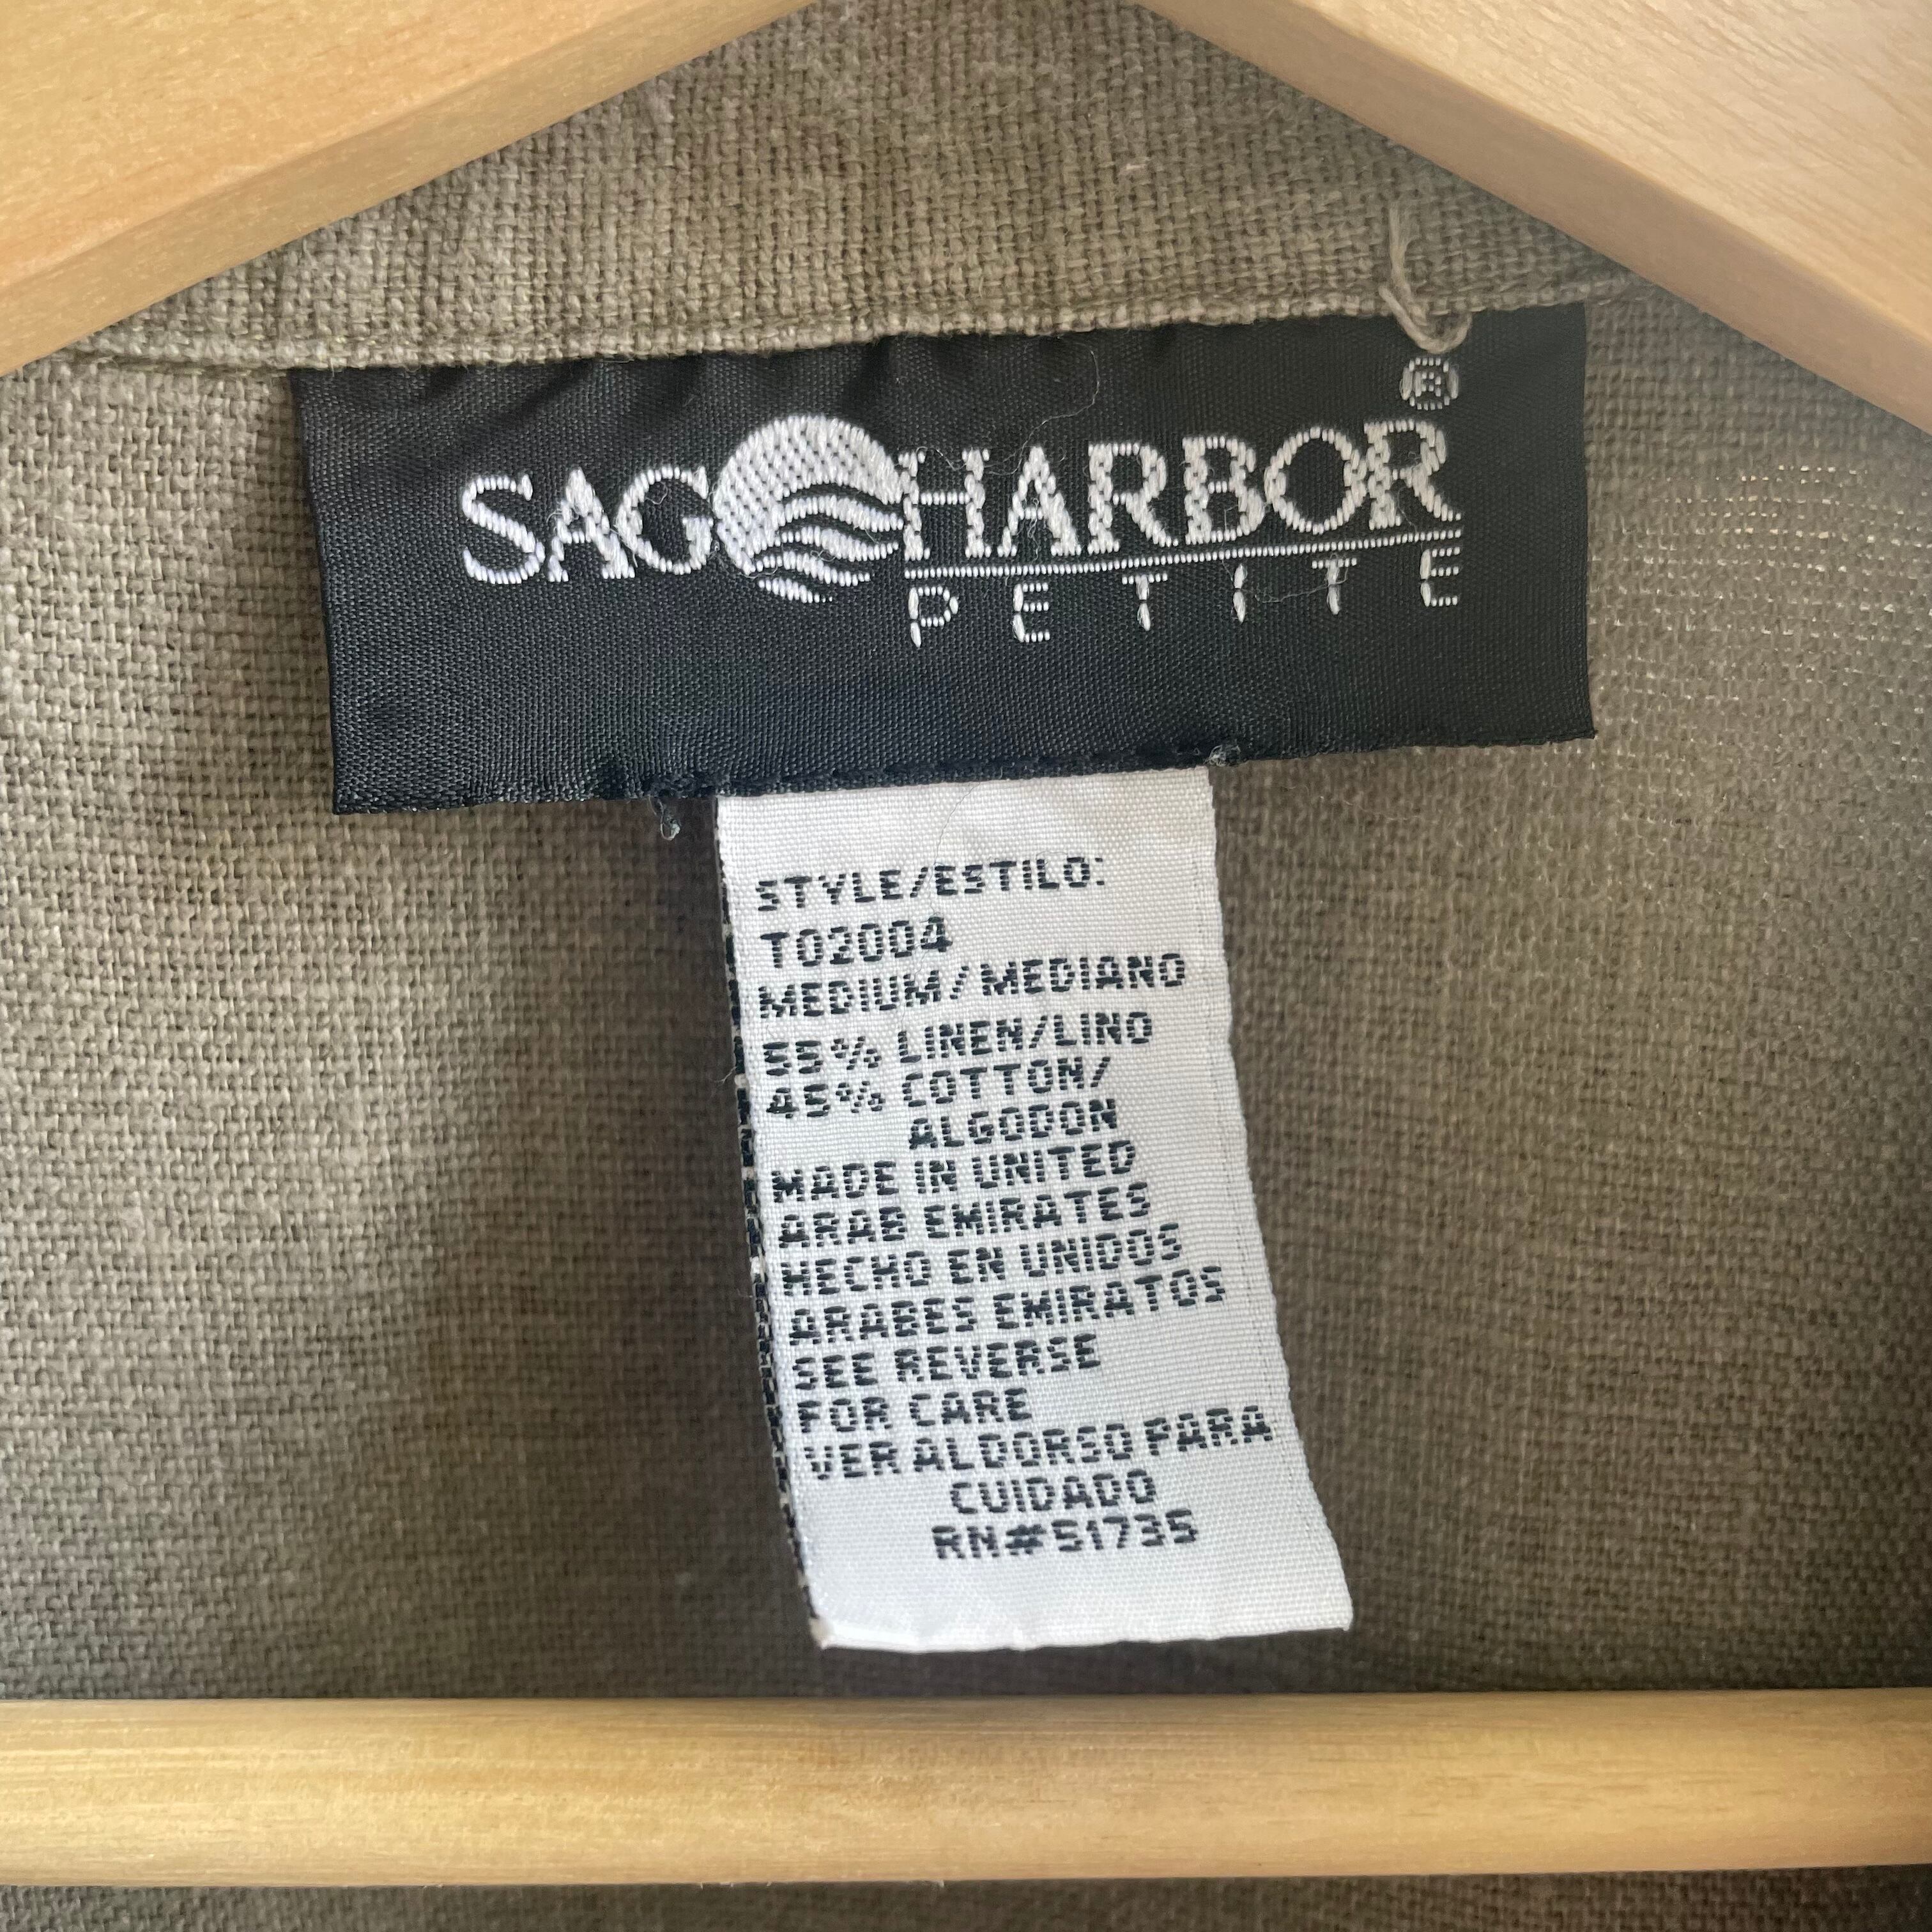 SAG HARBOR ®
PETITE
STYLE/ESTILO:
T02004
MEDIUM/MEDIANO
55% LINEN/LINO
45% COTTON/
ALGODON
MADE IN UNITED
ARAB EMIRATES
HECHO EN UNIDOS
ARABES EMIRATOS
SEE REVERSE
FOR CARE
VER ALDORSO PARA
CUIDADO
RN#51735